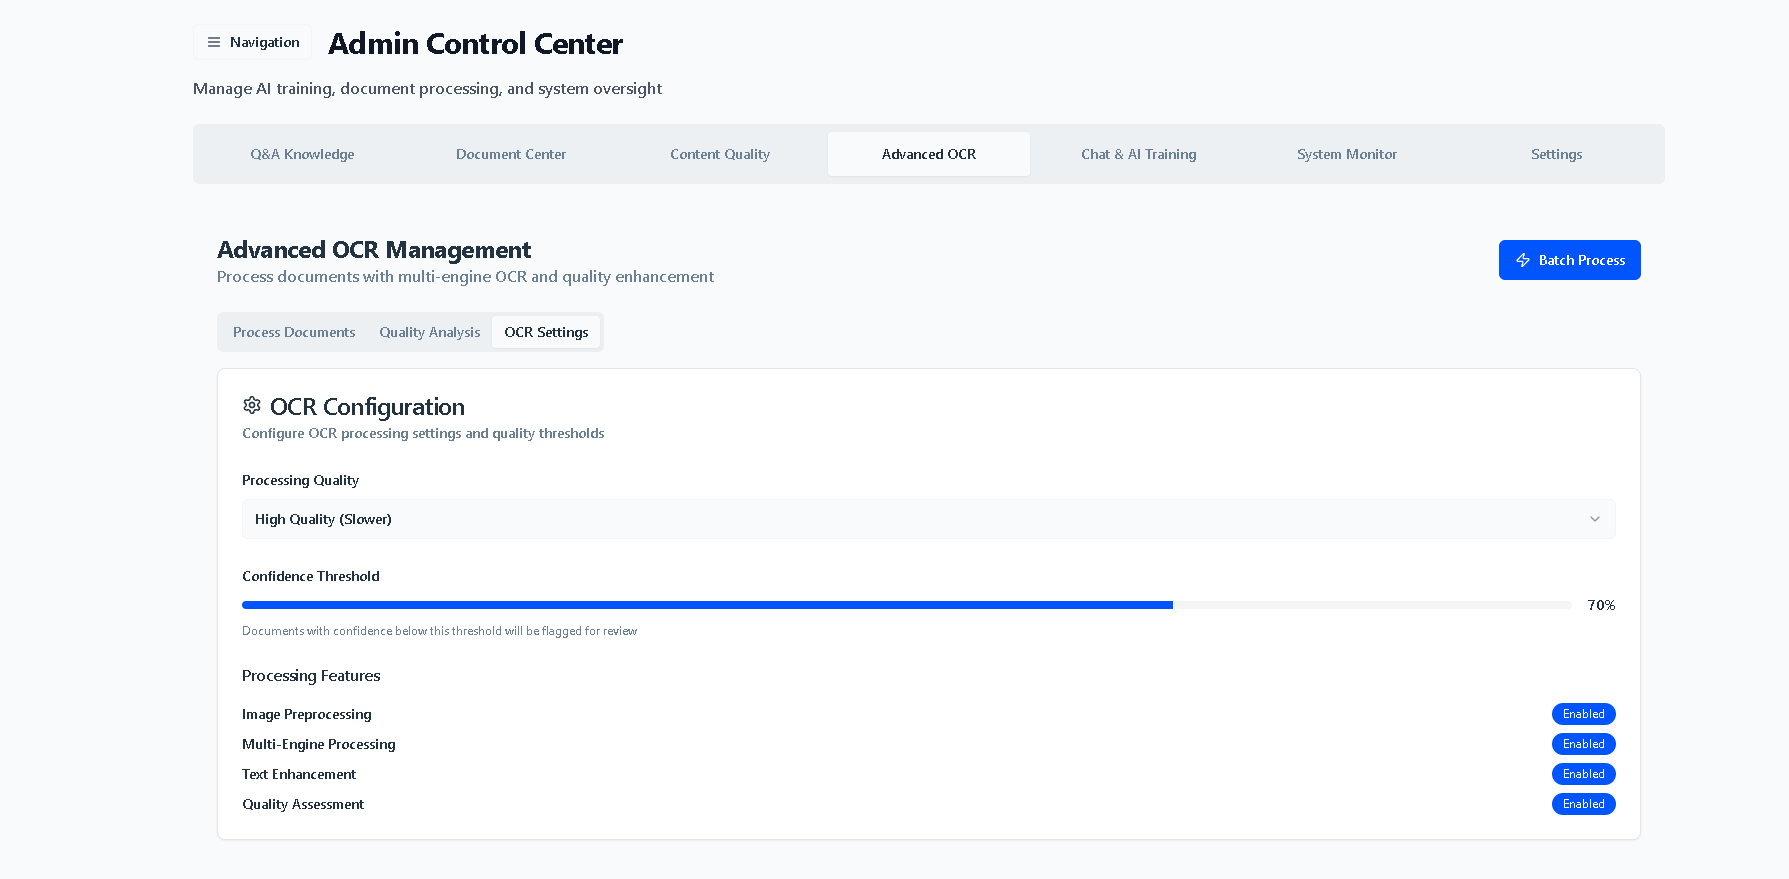 Navigation
Admin Control Center
Manage AI training, document processing, and system oversight
Q&A Knowledge
Document Center
Content Quality
Advanced OCR
Chat & AI Training
System Monitor
Settings
Advanced OCR Management
Process documents with multi-engine OCR and quality enhancement
Batch Process
Process Documents
Quality Analysis
OCR Settings
OCR Configuration
Configure OCR processing settings and quality thresholds
Processing Quality
High Quality (Slower)
Confidence Threshold
70%
Documents with confidence below this threshold will be flagged for review
Processing Features
Image Preprocessing
Enabled
Multi-Engine Processing
Enabled
Text Enhancement
Enabled
Quality Assessment
Enabled